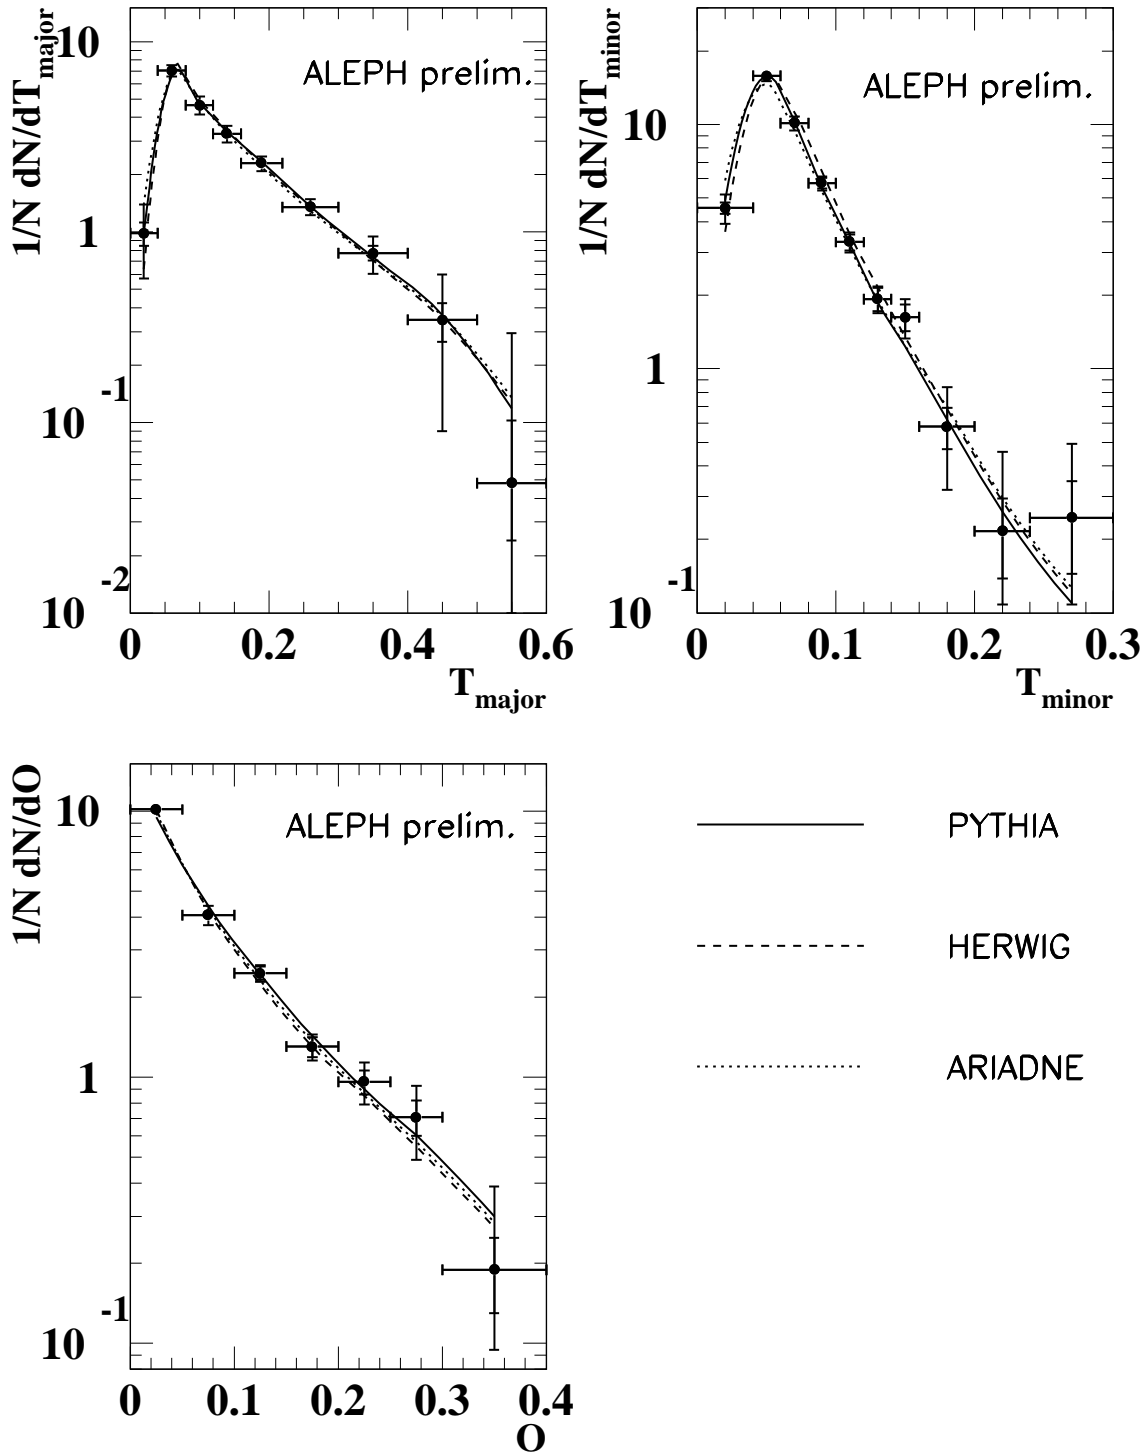 1/N dN/dT_major
ALEPH prelim.
10
1
10^-1
10^-2
0 0.2 0.4 0.6
T_major
1/N dN/dT_minor
ALEPH prelim.
10
1
10^-1
0 0.1 0.2 0.3
T_minor
1/N dN/dO
ALEPH prelim.
10
1
10^-1
0 0.1 0.2 0.3 0.4
O
PYTHIA
HERWIG
ARIADNE